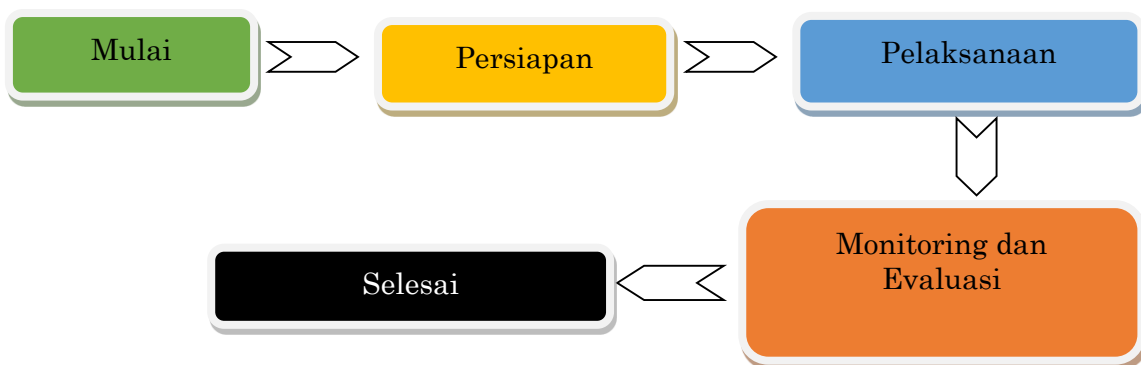 Mulai
Persiapan
Pelaksanaan
Monitoring dan
Evaluasi
Selesai